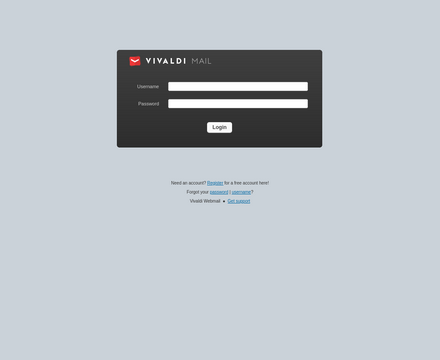 VIVALDI MAIL
Username
Password
Login
Need an account? Register for a free account here!
Forgot your password | username?
Vivaldi Webmail • Get support